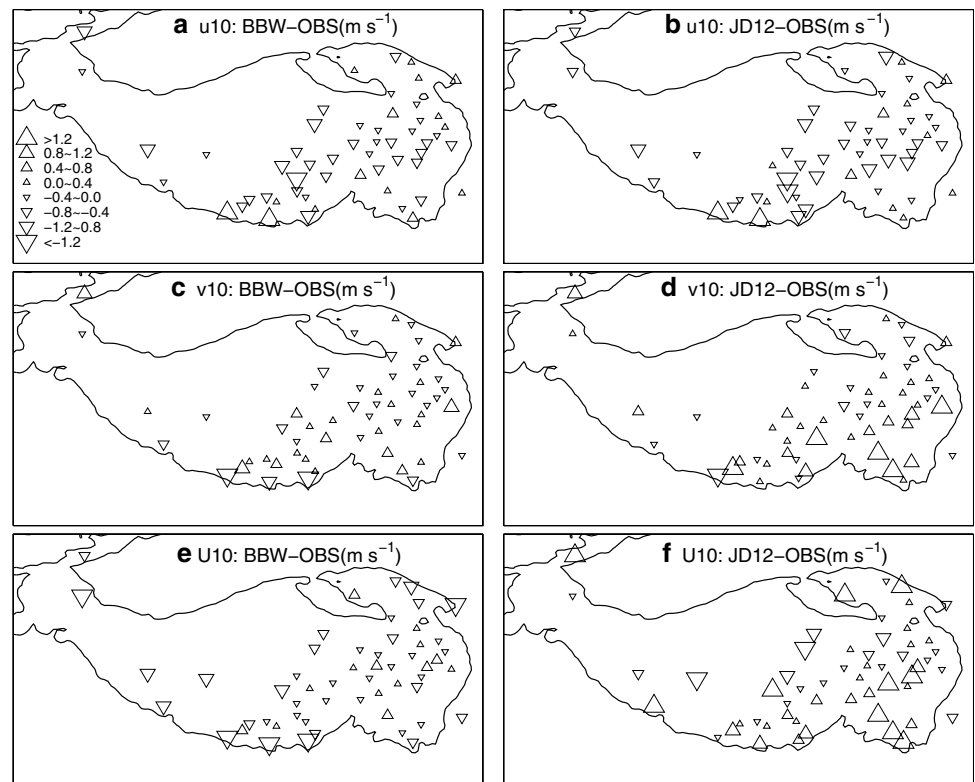 a u10: BBW−OBS(m s⁻¹)
b u10: JD12−OBS(m s⁻¹)
>1.2
0.8~1.2
0.4~0.8
0.0~0.4
−0.4~0.0
−0.8~−0.4
−1.2~0.8
<−1.2
c v10: BBW−OBS(m s⁻¹)
d v10: JD12−OBS(m s⁻¹)
e U10: BBW−OBS(m s⁻¹)
f U10: JD12−OBS(m s⁻¹)